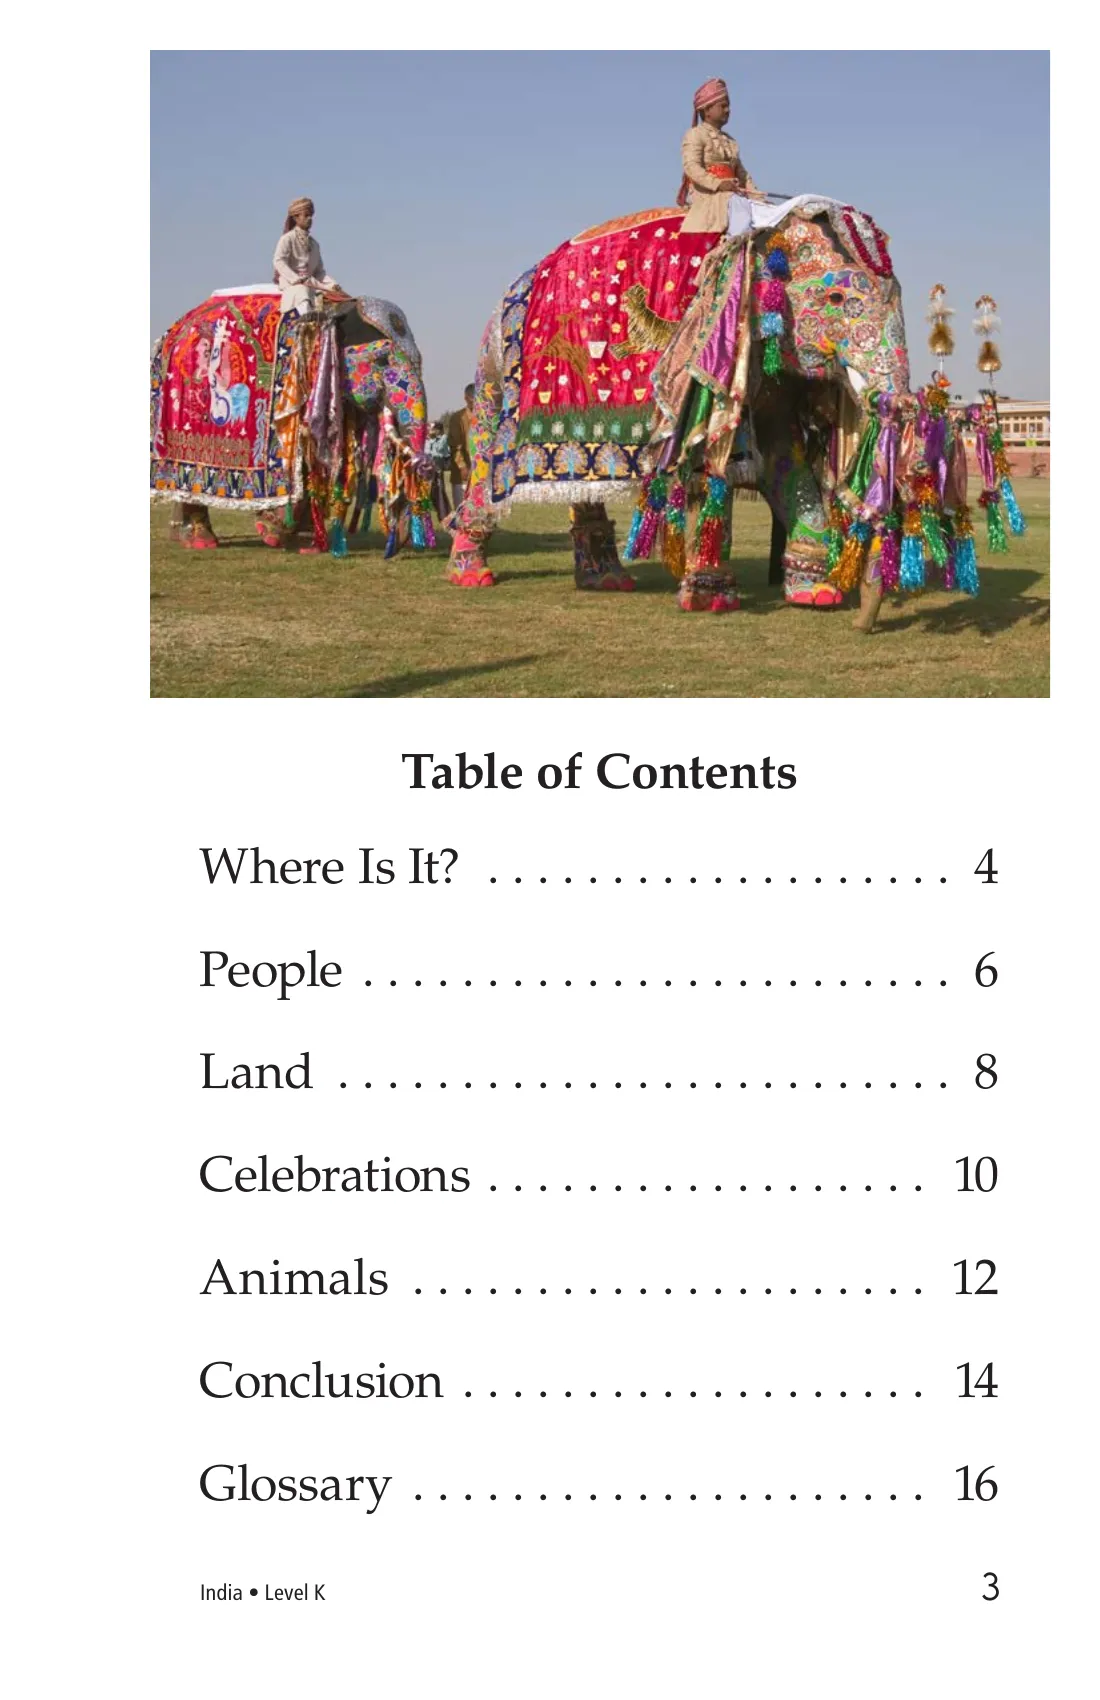 Table of Contents
Where Is It? . . . . . . . . . . . . . . . . . . . 4
People . . . . . . . . . . . . . . . . . . . . . . . . 6
Land . . . . . . . . . . . . . . . . . . . . . . . . . 8
Celebrations . . . . . . . . . . . . . . . . . . 10
Animals . . . . . . . . . . . . . . . . . . . . . 12
Conclusion . . . . . . . . . . . . . . . . . . . 14
Glossary . . . . . . . . . . . . . . . . . . . . . 16
India • Level K 3